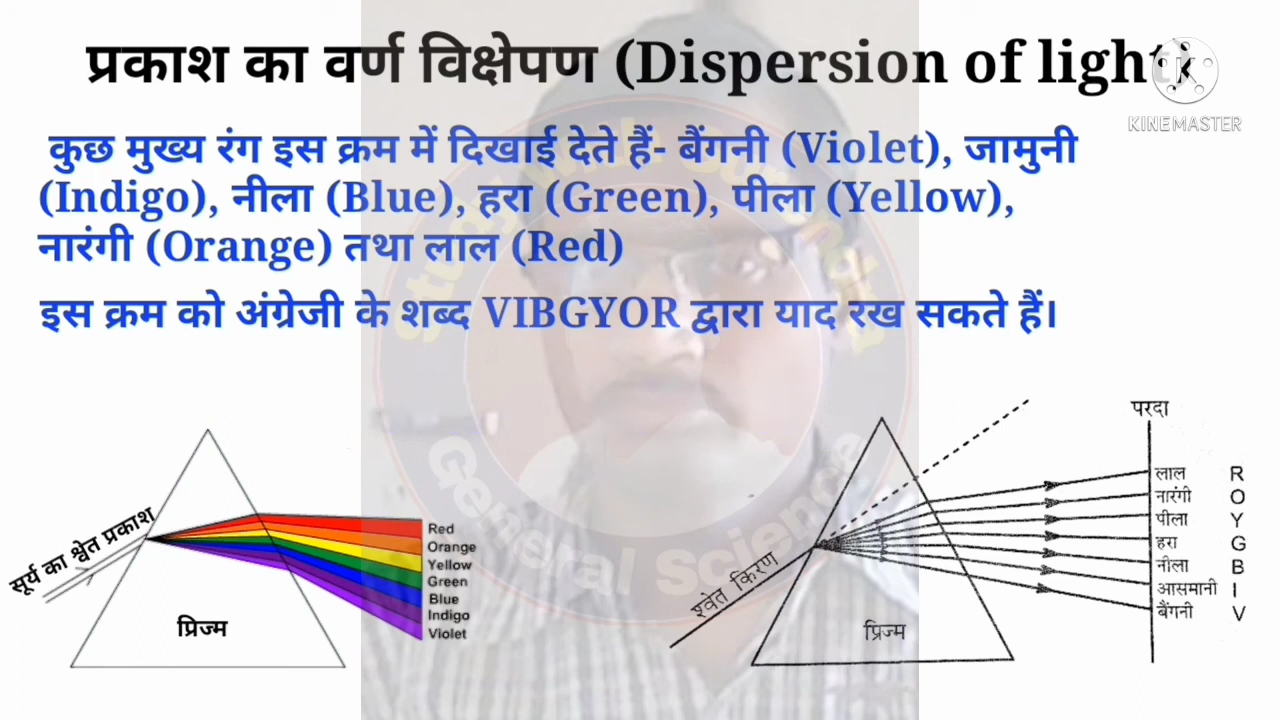 प्रकाश का वर्ण विक्षेपण (Dispersion of light)
KINEMASTER
कुछ मुख्य रंग इस क्रम में दिखाई देते हैं- बैंगनी (Violet), जामुनी
(Indigo), नीला (Blue), हरा (Green), पीला (Yellow),
नारंगी (Orange) तथा लाल (Red)
इस क्रम को अंग्रेजी के शब्द VIBGYOR द्वारा याद रख सकते हैं।
सूर्य का श्वेत प्रकाश
प्रिज्म
Red
Orange
Yellow
Green
Blue
Indigo
Violet
श्वेत किरण
प्रिज्म
परदा
लाल R
नारंगी O
पीला Y
हरा G
नीला B
आसमानी I
बैंगनी V
General Science